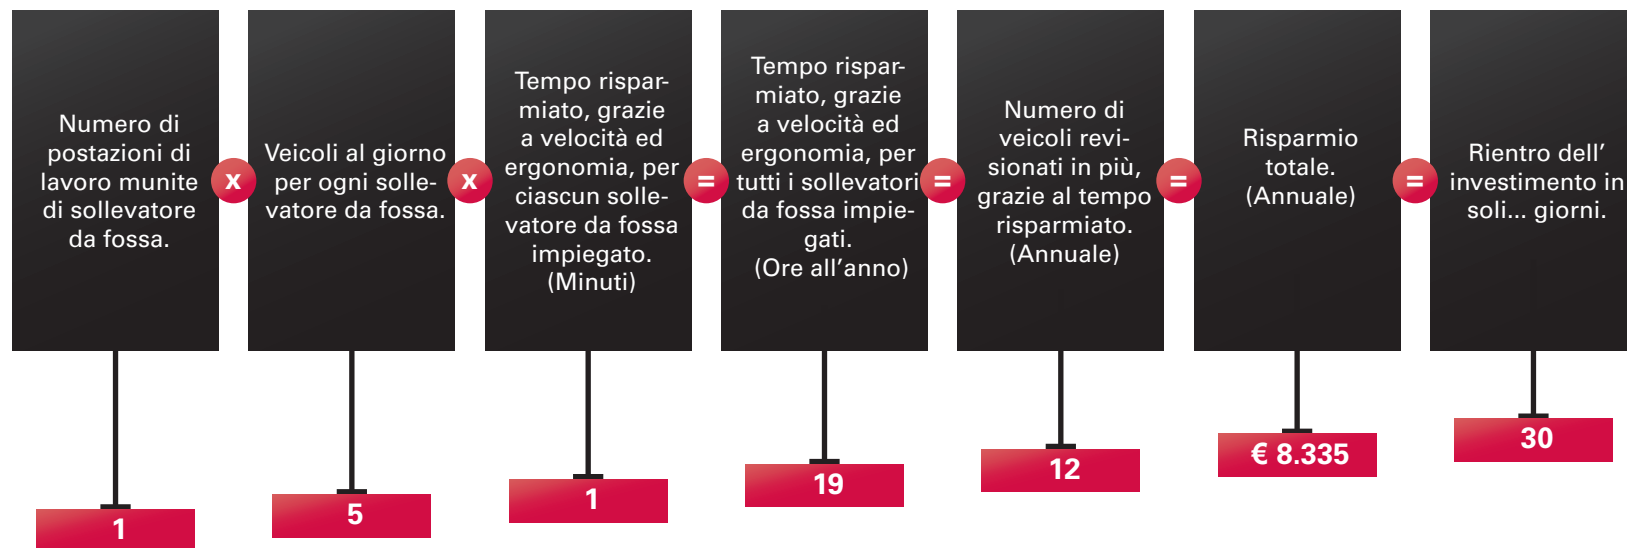 Numero di
postazioni di
lavoro munite
di sollevatore
da fossa.
x
Veicoli al giorno
per ogni solle-
vatore da fossa.
x
Tempo rispar-
miato, grazie
a velocità ed
ergonomia, per
ciascun solle-
vatore da fossa
impiegato.
(Minuti)
=
Tempo rispar-
miato, grazie
a velocità ed
ergonomia, per
tutti i sollevatori
da fossa impie-
gati.
(Ore all'anno)
=
Numero di
veicoli revi-
sionati in più,
grazie al tempo
risparmiato.
(Annuale)
=
Risparmio
totale.
(Annuale)
=
Rientro dell'
investimento in
soli... giorni.
1
5
1
19
12
€ 8.335
30